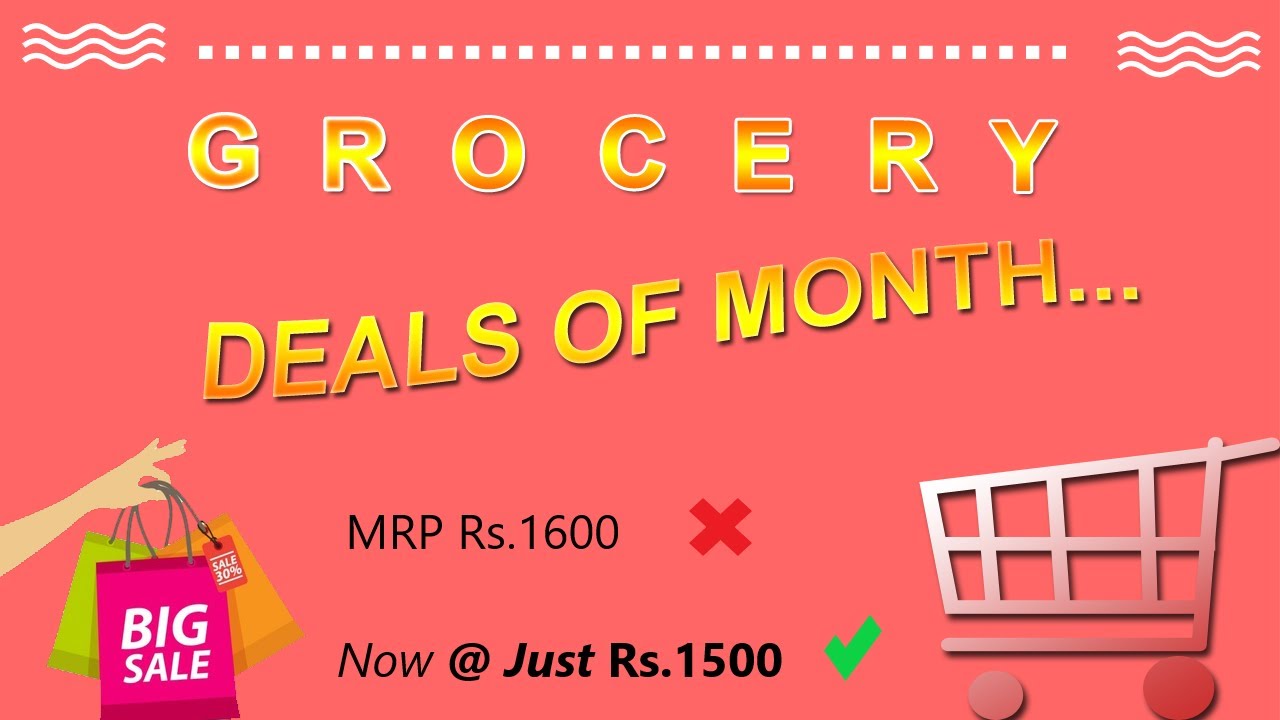 GROCERY
DEALS OF MONTH...
MRP Rs.1600
SALE
30%
BIG
SALE
Now @ Just Rs.1500